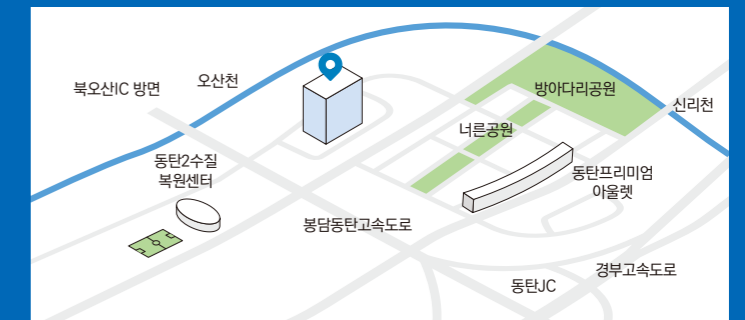 북오산IC 방면
오산천
방아다리공원
신리천
너른공원
동탄2수질
복원센터
동탄프리미엄
아울렛
봉담동탄고속도로
경부고속도로
동탄JC